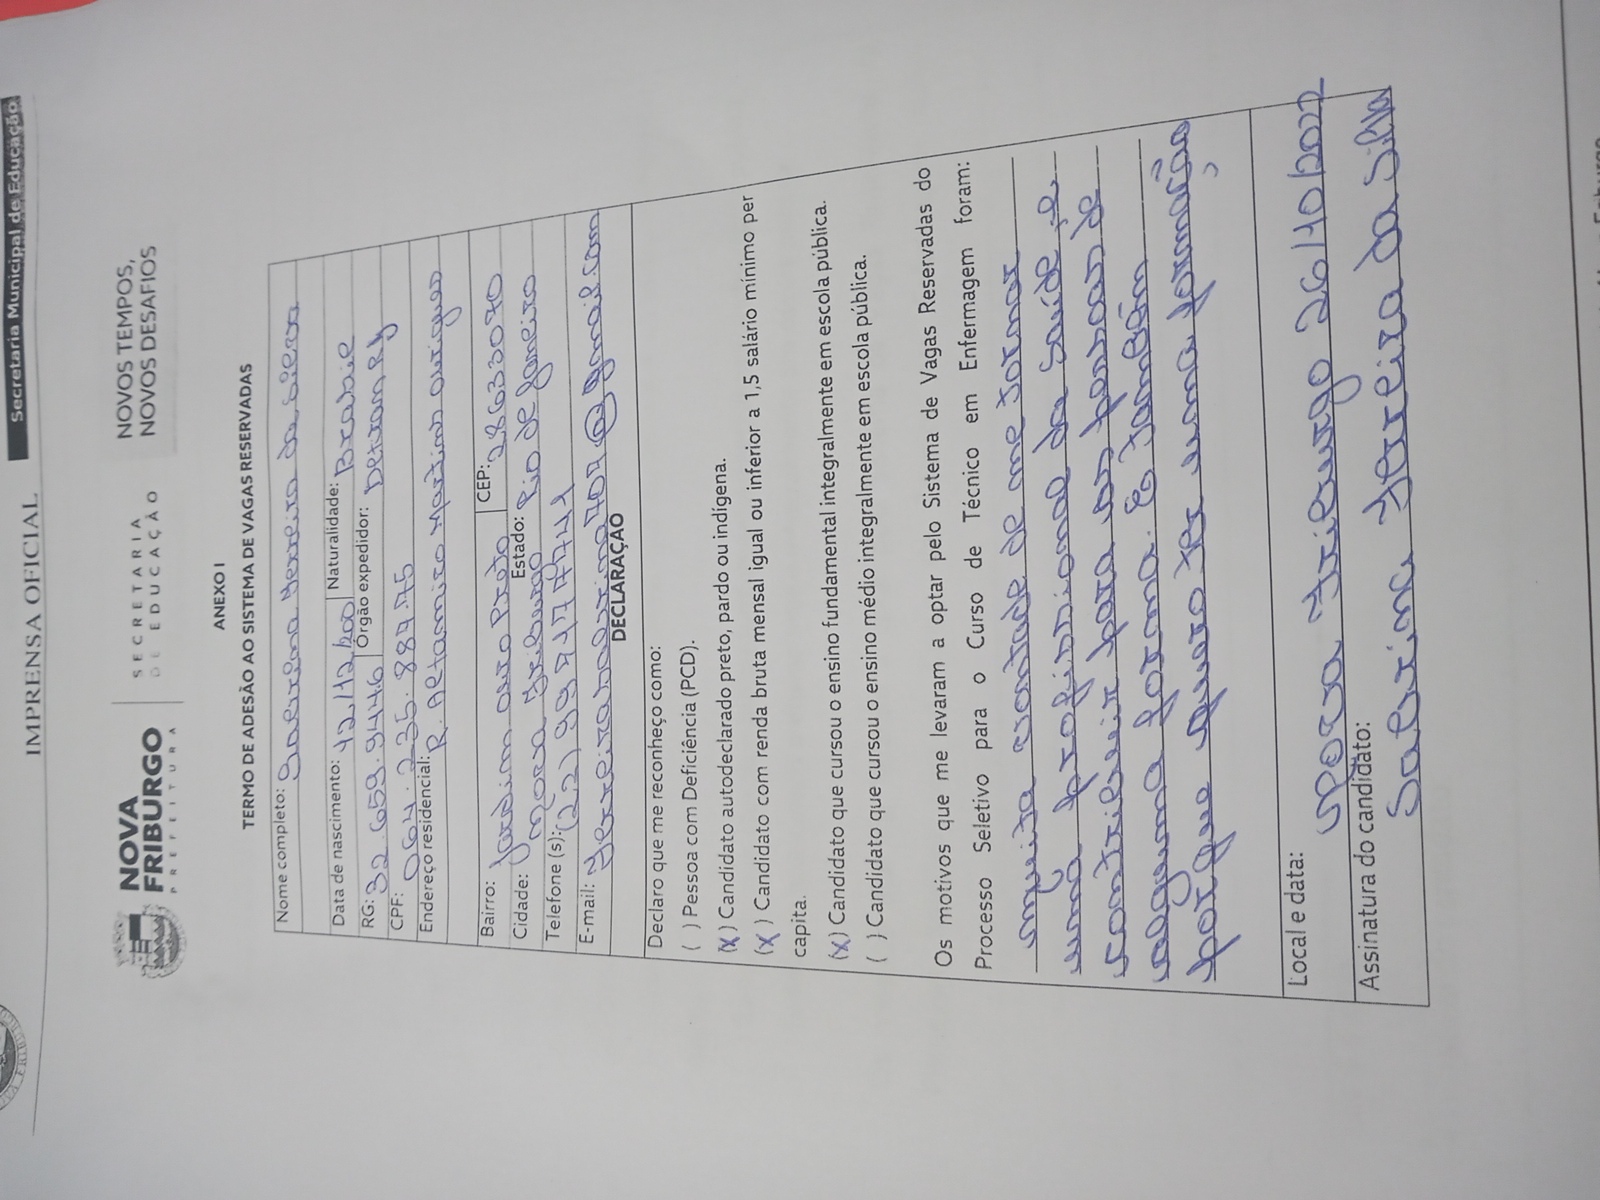 Secretaria Municipal de Educação
IMPRENSA OFICIAL
NOVA FRIBURGO
PREFEITURA
SECRETARIA DE EDUCAÇÃO
NOVOS TEMPOS,
NOVOS DESAFIOS
ANEXO I
TERMO DE ADESÃO AO SISTEMA DE VAGAS RESERVADAS
Nome completo: Sabrina Ferreira da Silva
Data de nascimento: 12/12/200 Naturalidade: Brasil
RG: 32.659.944.6 Órgão expedidor: Detran RJ
CPF: 064.235.887.75
Endereço residencial: R. Altamiro Martins Ourigues
Bairro: Jardim Ouro Preto CEP: 28633070
Cidade: Nova Friburgo Estado: Rio de Janeiro
Telefone (s): (22) 997177741
E-mail: Ferreirasabrina707@gmail.com
DECLARAÇÃO
Declaro que me reconheço como:
( ) Pessoa com Deficiência (PCD).
(X) Candidato autodeclarado preto, pardo ou indígena.
(X) Candidato com renda bruta mensal igual ou inferior a 1,5 salário mínimo per
capita.
(X) Candidato que cursou o ensino fundamental integralmente em escola pública.
( ) Candidato que cursou o ensino médio integralmente em escola pública.
Os motivos que me levaram a optar pelo Sistema de Vagas Reservadas do
Processo Seletivo para o Curso de Técnico em Enfermagem foram:
muita vontade de me tornar
uma profissional da Saúde, e
contribuir para as pessoas de
alguma forma. E também
porque quero ter uma formação
Local e data: Nova Friburgo 26/10/2022
Assinatura do candidato: Sabrina Ferreira da Silva